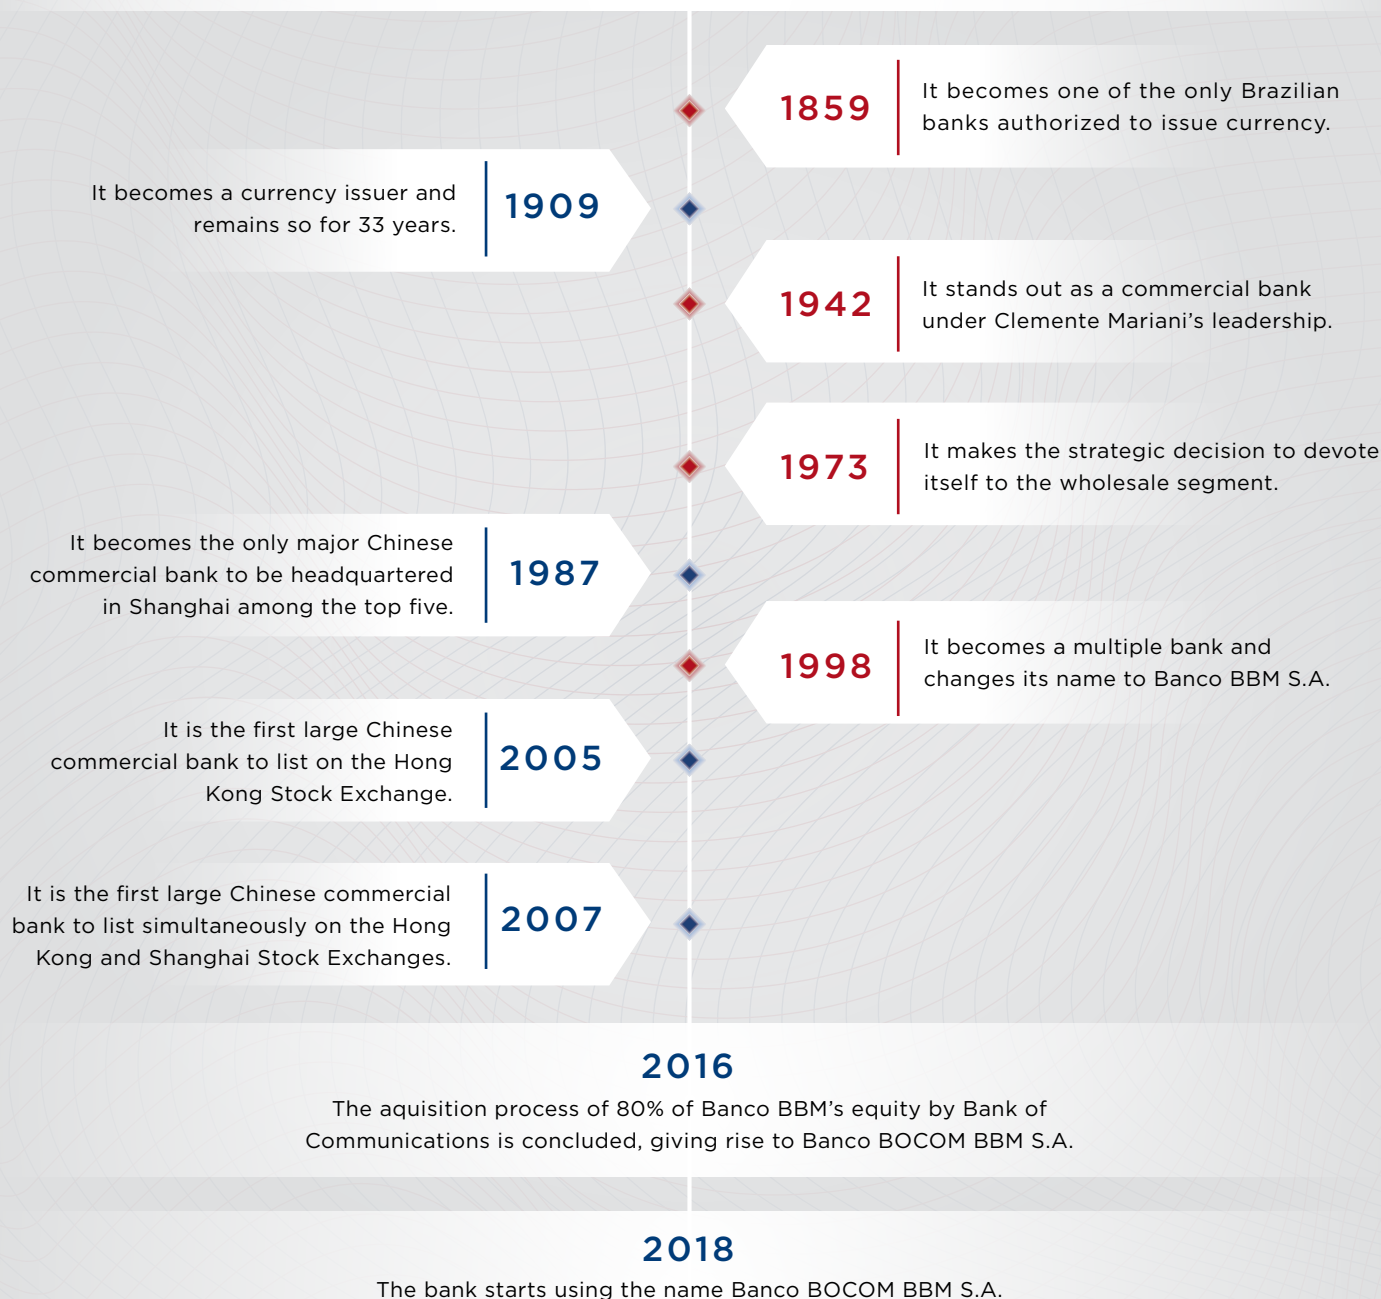 1859
It becomes one of the only Brazilian
banks authorized to issue currency.
It becomes a currency issuer and
remains so for 33 years.
1909
1942
It stands out as a commercial bank
under Clemente Mariani’s leadership.
1973
It makes the strategic decision to devote
itself to the wholesale segment.
It becomes the only major Chinese
commercial bank to be headquartered
in Shanghai among the top five.
1987
1998
It becomes a multiple bank and
changes its name to Banco BBM S.A.
It is the first large Chinese
commercial bank to list on the Hong
Kong Stock Exchange.
2005
It is the first large Chinese commercial
bank to list simultaneously on the Hong
Kong and Shanghai Stock Exchanges.
2007
2016
The aquisition process of 80% of Banco BBM’s equity by Bank of
Communications is concluded, giving rise to Banco BOCOM BBM S.A.
2018
The bank starts using the name Banco BOCOM BBM S.A.